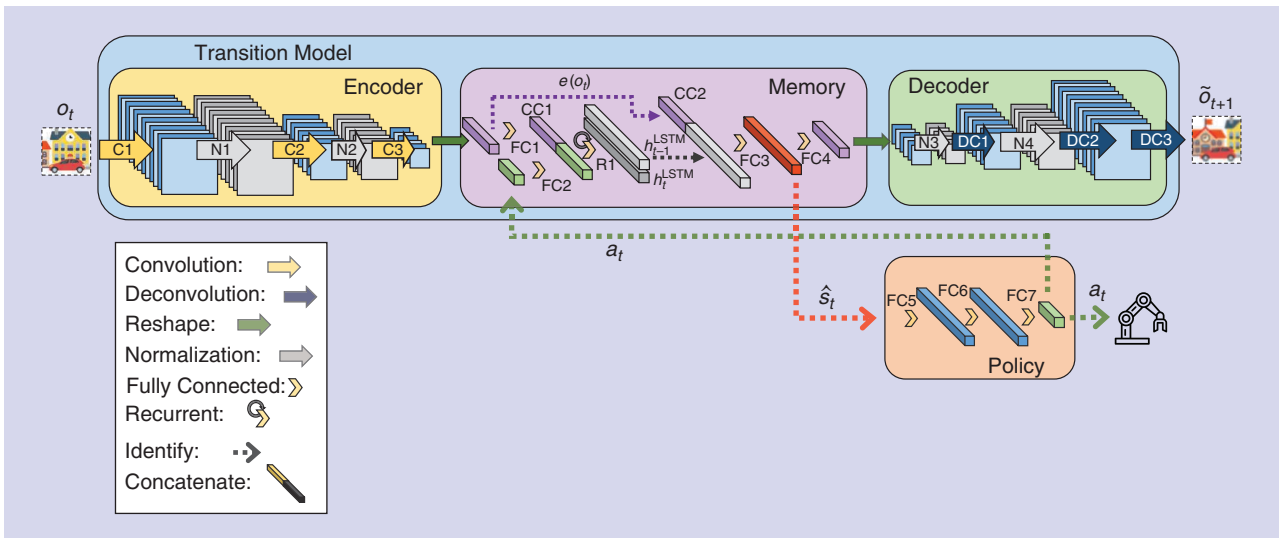 Transition Model
Encoder
Memory
Decoder
o_t
C1
N1
C2
N2
C3
e(o_t)
CC1
CC2
FC1
FC2
R1
h_{t-1}^{LSTM}
h_t^{LSTM}
FC3
FC4
N3
DC1
N4
DC2
DC3
õ_{t+1}
a_t
ŝ_t
FC5
FC6
FC7
a_t
Policy
Convolution:
Deconvolution:
Reshape:
Normalization:
Fully Connected:
Recurrent:
Identify:
Concatenate: